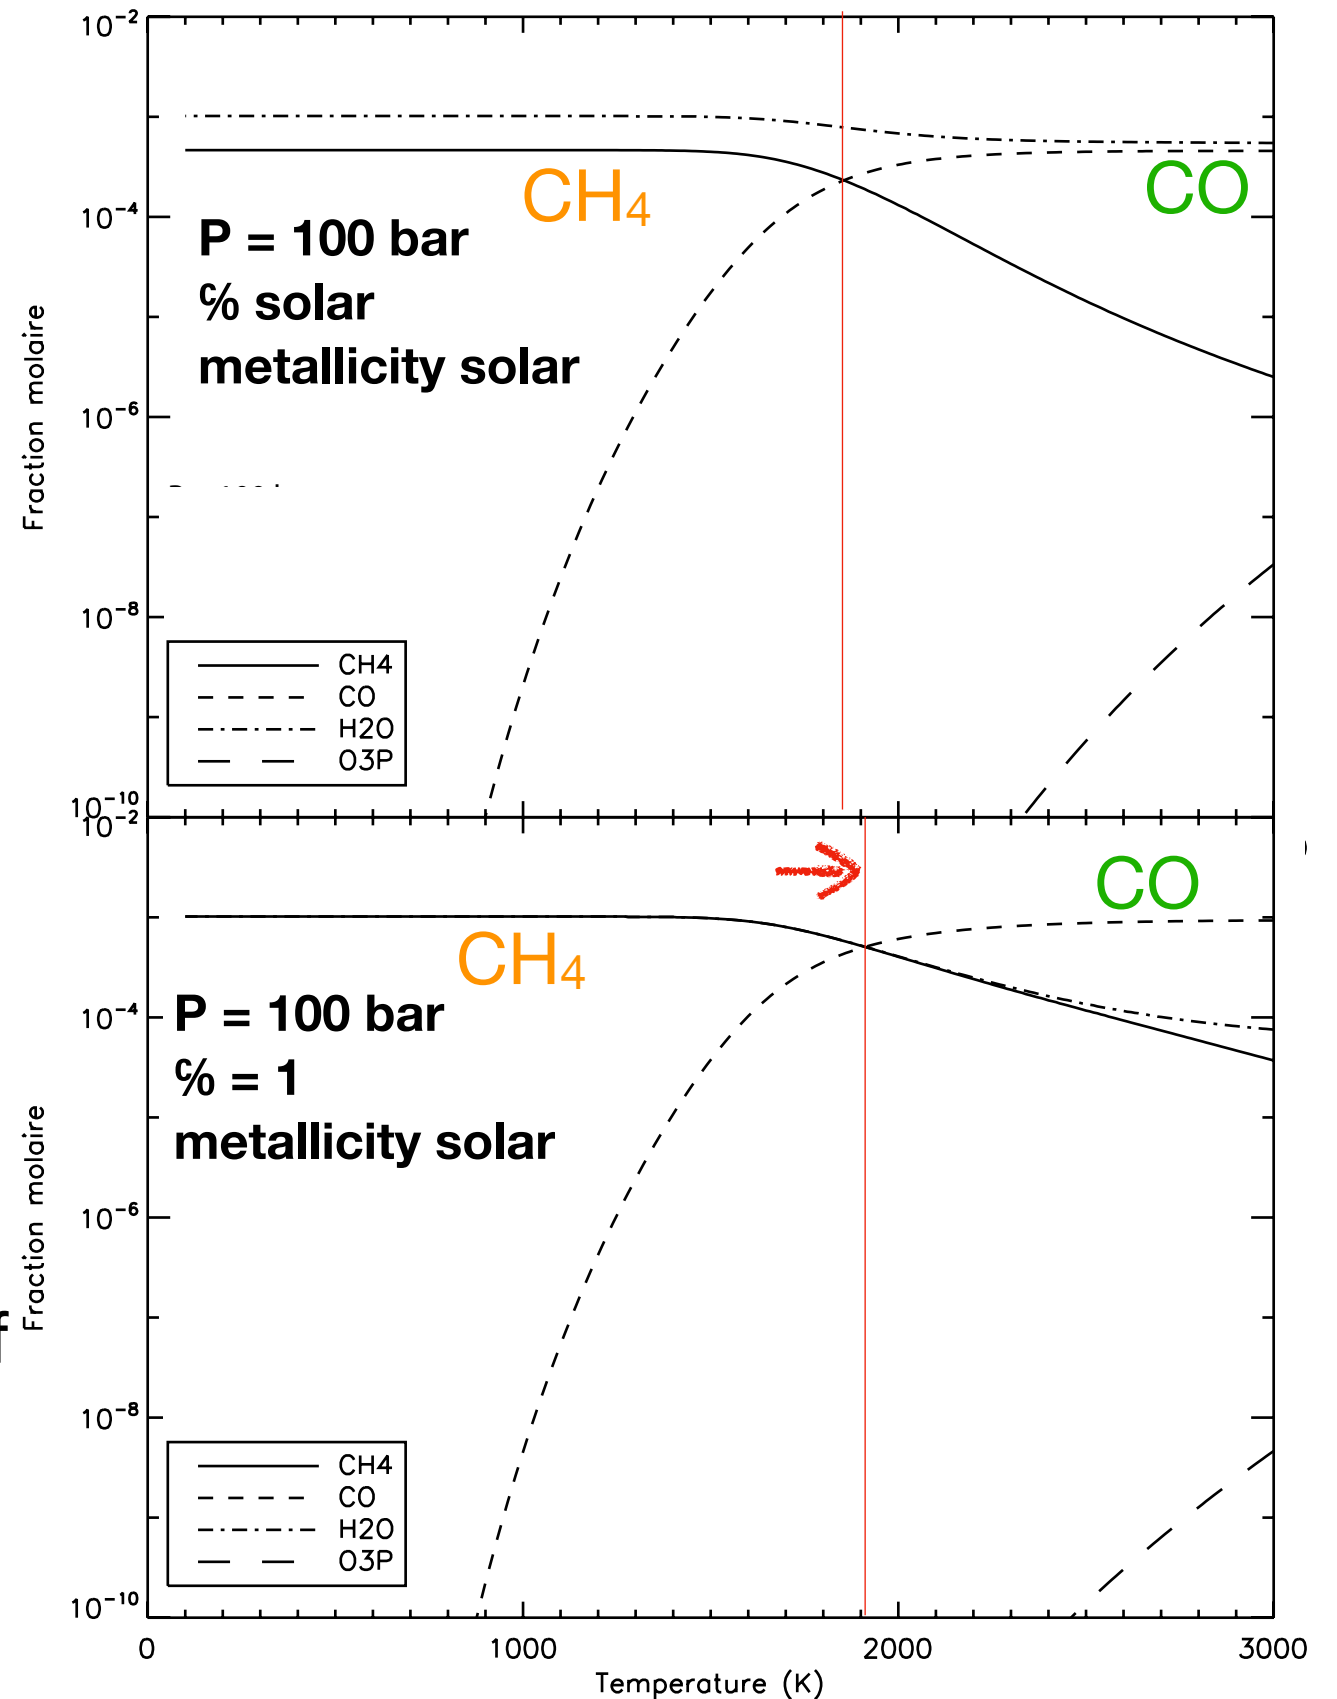 10⁻²
10⁻⁴
10⁻⁶
10⁻⁸
10⁻¹⁰
Fraction molaire
CH₄
CO
P = 100 bar
℅ solar
metallicity solar
CH4
CO
H2O
O3P
10⁻²
10⁻⁴
10⁻⁶
10⁻⁸
10⁻¹⁰
Fraction molaire
CO
CH₄
P = 100 bar
℅ = 1
metallicity solar
CH4
CO
H2O
O3P
0
1000
2000
3000
Temperature (K)